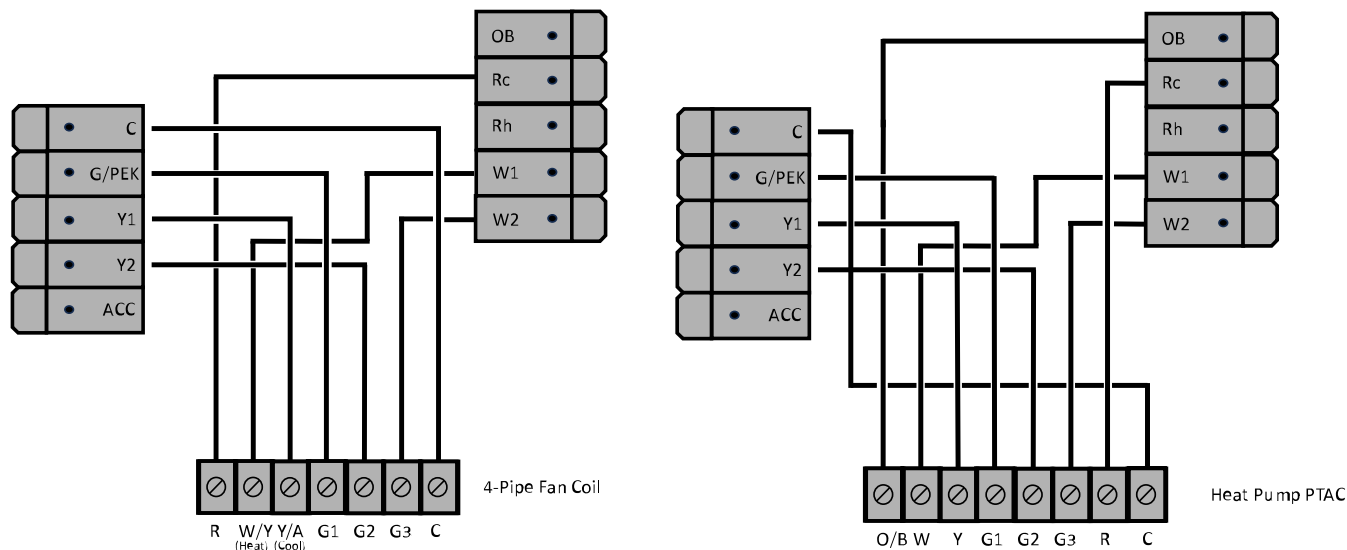 OB
Rc
Rh
W1
W2
C
G/PEK
Y1
Y2
ACC
4-Pipe Fan Coil
R W/Y Y/A G1 G2 G3 C
(Heat) (Cool)
OB
Rc
Rh
W1
W2
C
G/PEK
Y1
Y2
ACC
Heat Pump PTAC
O/B W Y G1 G2 G3 R C